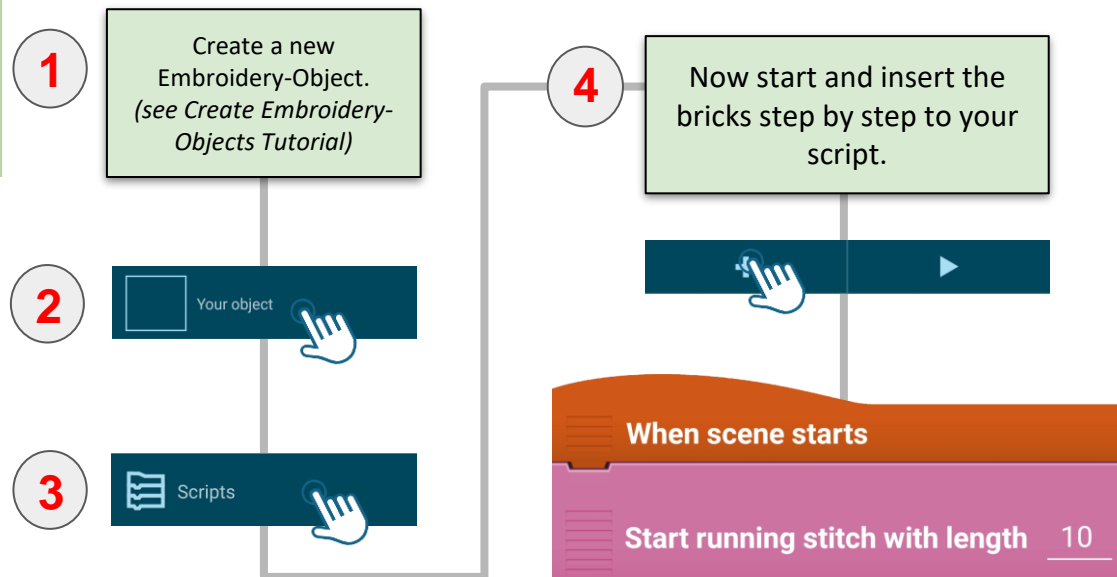 1
Create a new
Embroidery-Object.
(see Create Embroidery-
Objects Tutorial)
2
Your object
3
Scripts
4
Now start and insert the
bricks step by step to your
script.
When scene starts
Start running stitch with length 10